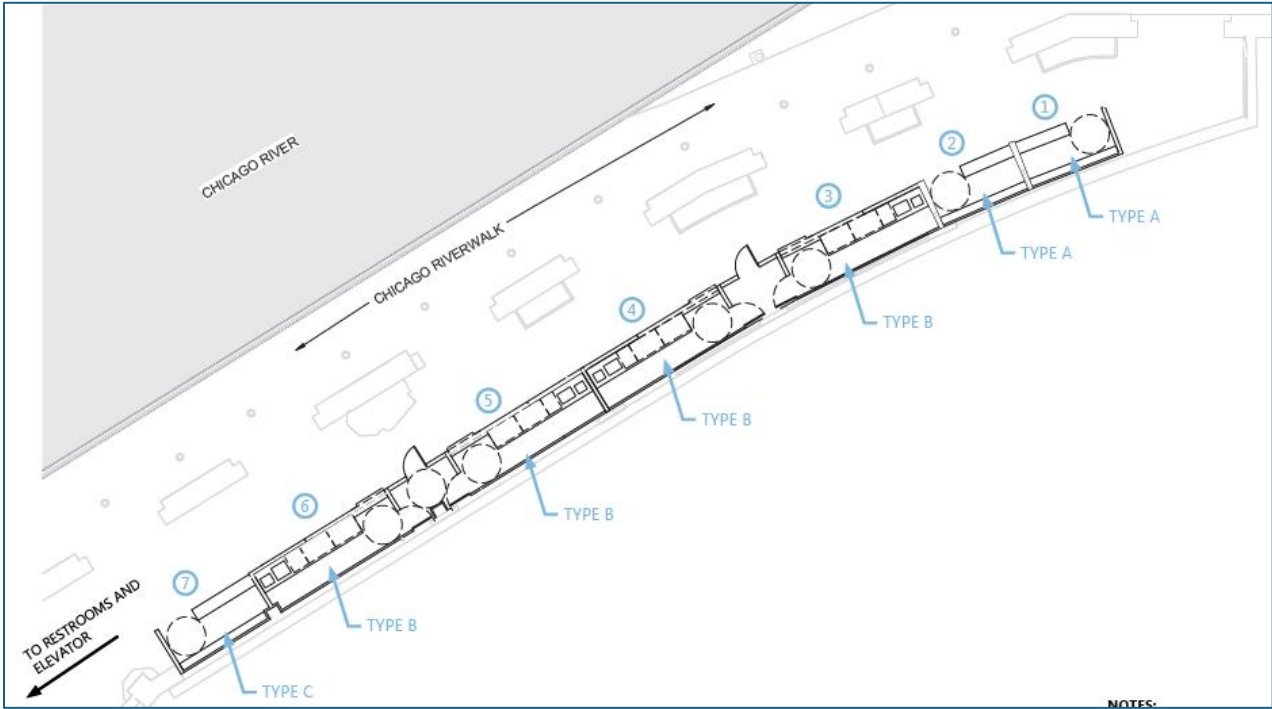 CHICAGO RIVER
CHICAGO RIVERWALK
1
2
3
4
5
6
7
TYPE A
TYPE A
TYPE B
TYPE B
TYPE B
TYPE B
TYPE C
TO RESTROOMS AND
ELEVATOR
NOTES: